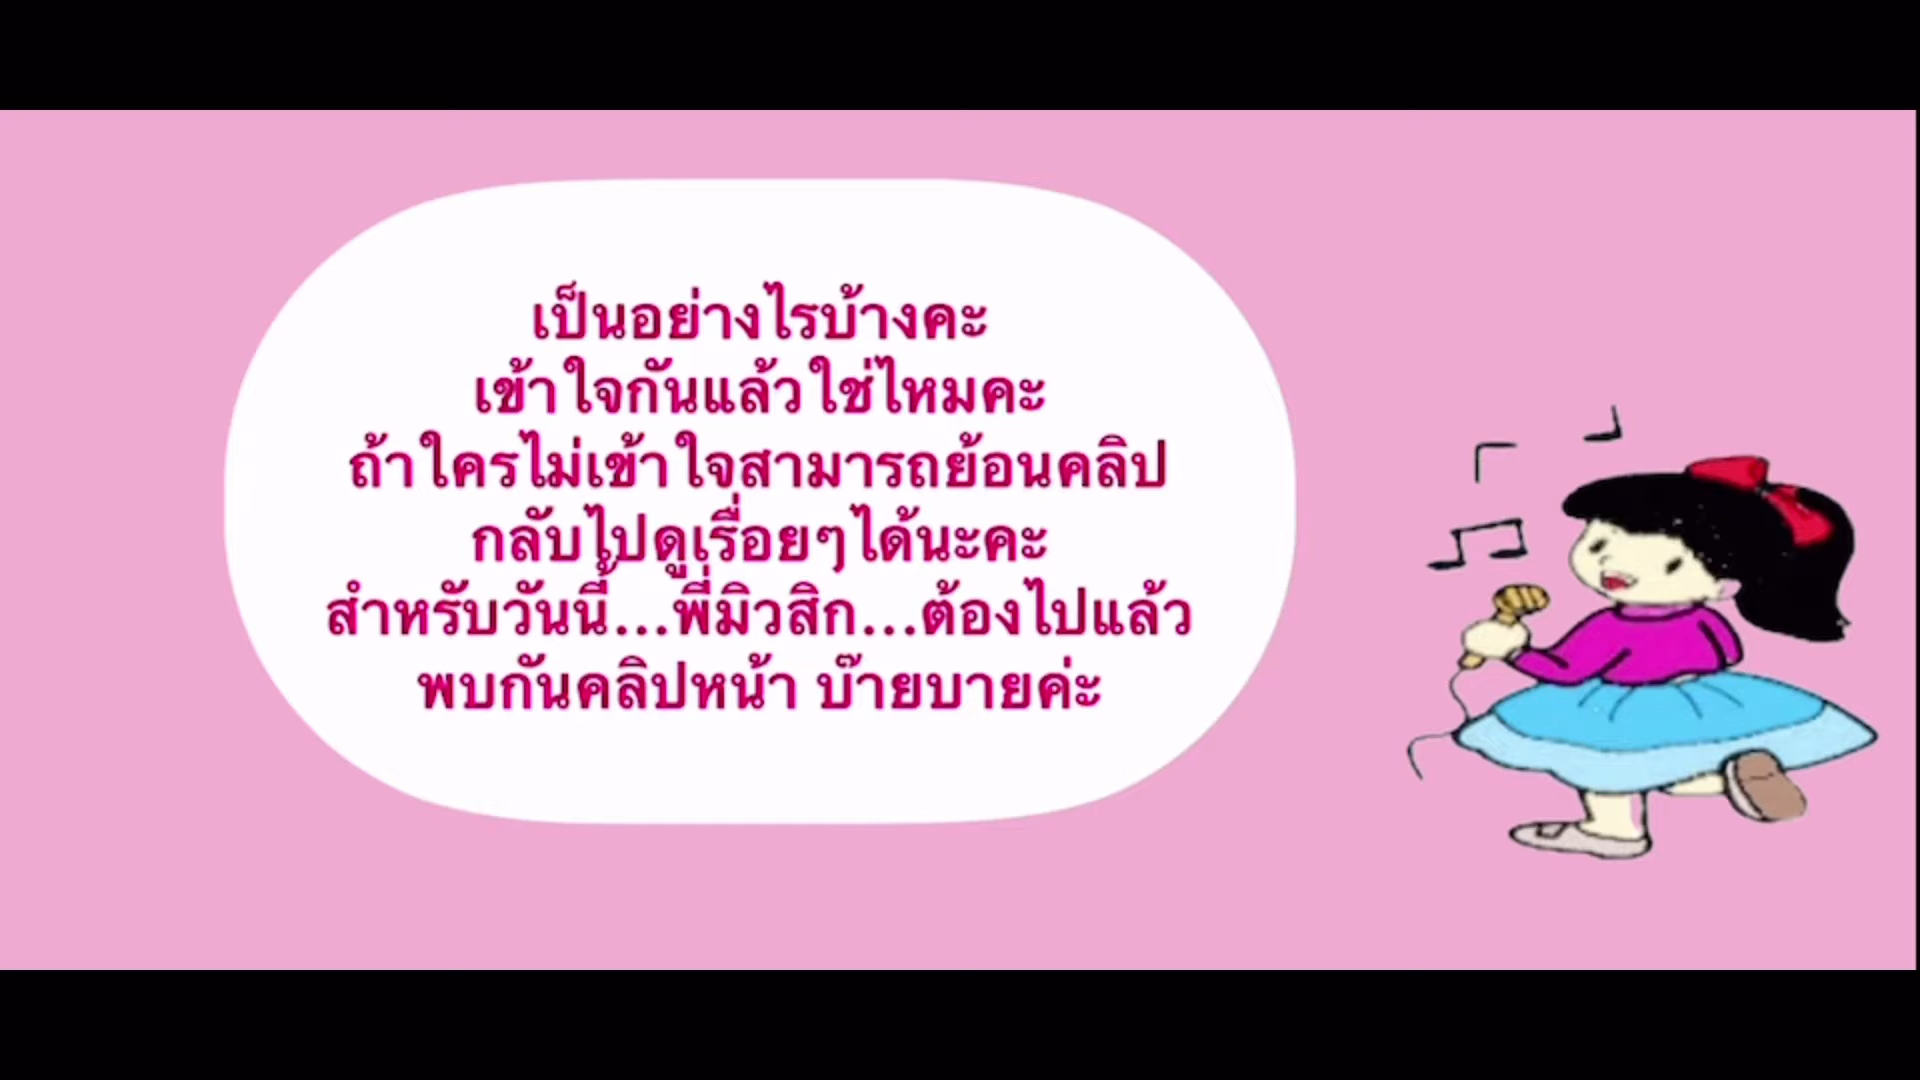 เป็นอย่างไรบ้างคะ
เข้าใจกันแล้วใช่ไหมคะ
ถ้าใครไม่เข้าใจสามารถย้อนคลิป
กลับไปดูเรื่อยๆได้นะคะ
สำหรับวันนี้...พี่มิวสิก...ต้องไปแล้ว
พบกันคลิปหน้า บ๊ายบายค่ะ